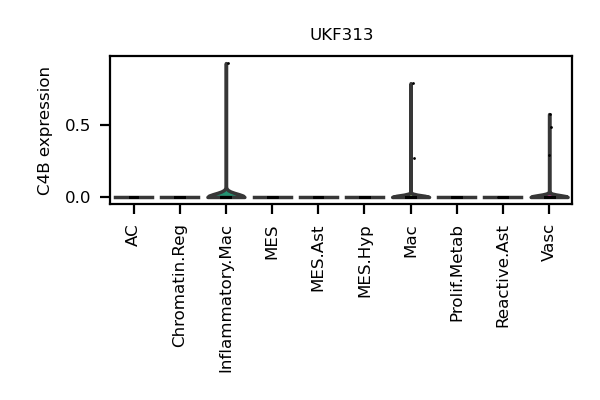 UKF313
C4B expression
0.5
0.0
AC
Chromatin.Reg
Inflammatory.Mac
MES
MES.Ast
MES.Hyp
Mac
Prolif.Metab
Reactive.Ast
Vasc